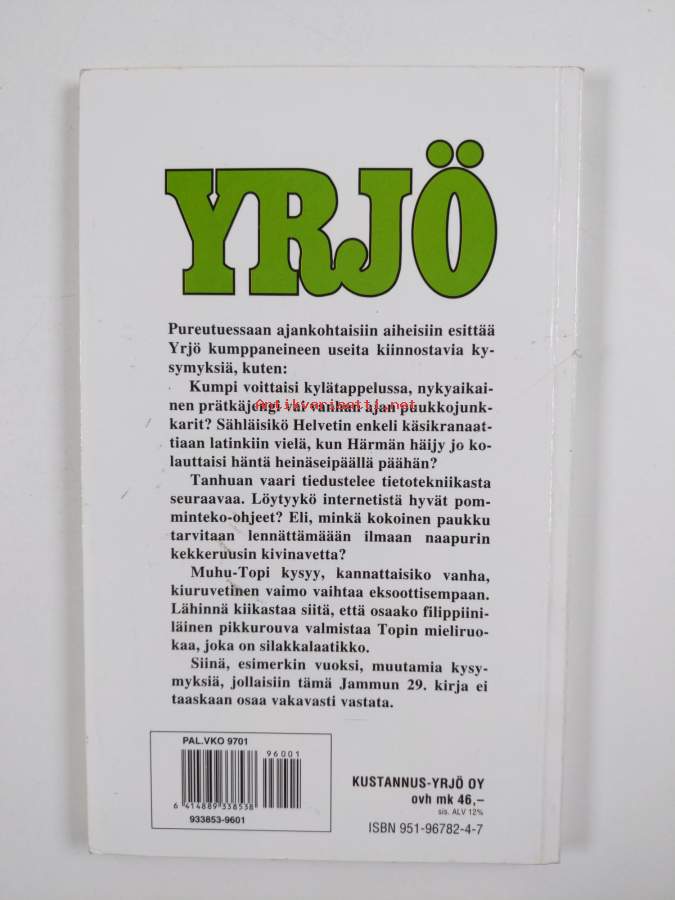 YRJÖ
Pureutuessaan ajankohtaisiin aiheisiin esittää
Yrjö kumppaneineen useita kiinnostavia ky-
symyksiä, kuten:
Kumpi voittaisi kylätappelussa, nykyaikai-
nen prätkäjengi vai vanhan ajan puukkojunk-
karit? Sähläisikö Helvetin enkeli käsikranaat-
tiaan latinkiin vielä, kun Härmän häijy jo ko-
lauttaisi häntä heinäseipäällä päähän?
Tanhuan vaari tiedustelee tietotekniikasta
seuraavaa. Löytyykö internetistä hyvät pom-
minteko-ohjeet? Eli, minkä kokoinen paukku
tarvitaan lennättämäään ilmaan naapurin
kekkeruusin kivinavetta?
Muhu-Topi kysyy, kannattaisiko vanha,
kiuruvetinen vaimo vaihtaa eksoottisempaan.
Lähinnä kiikastaa siitä, että osaako filippiini-
läinen pikkurouva valmistaa Topin mieliruo-
kaa, joka on silakkalaatikko.
Siinä, esimerkin vuoksi, muutamia kysy-
myksiä, jollaisiin tämä Jammun 29. kirja ei
taaskaan osaa vakavasti vastata.
Antikvariaatti.net
PAL.VKO 9701
96001
6 414889 338538
933853-9601
KUSTANNUS-YRJÖ OY
ovh mk 46,–
sis. ALV 12%
ISBN 951-96782-4-7